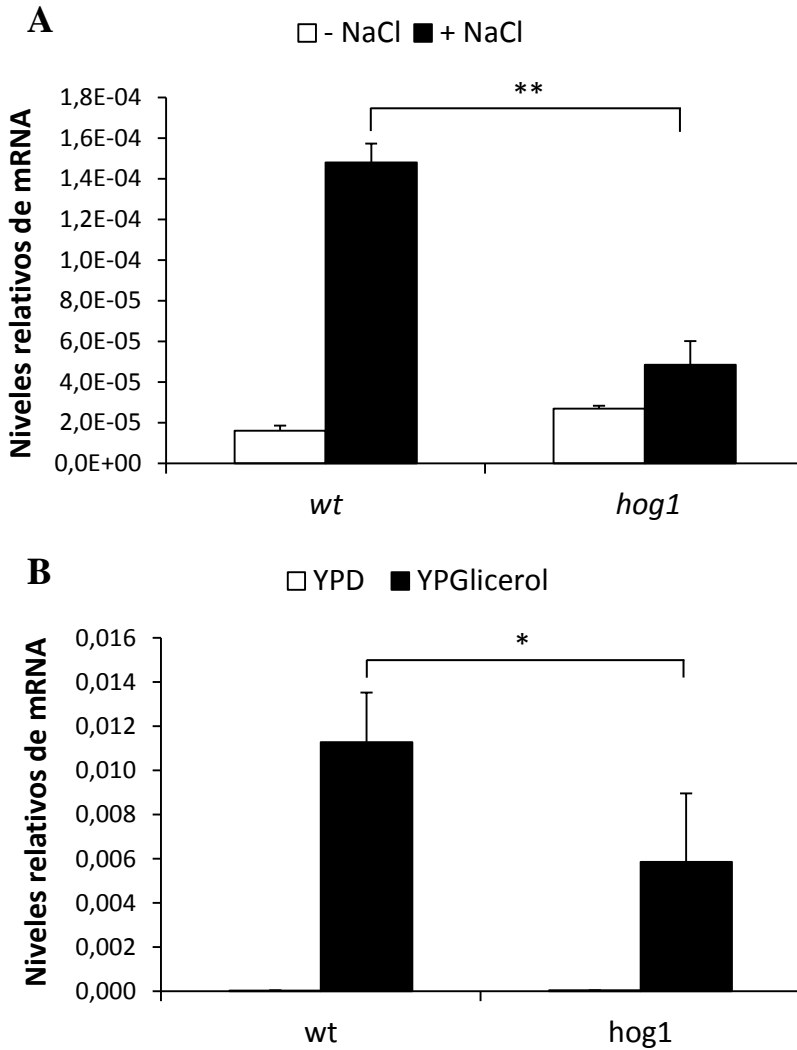 A
- NaCl + NaCl
**
Niveles relativos de mRNA
1,8E-04
1,6E-04
1,4E-04
1,2E-04
1,0E-04
8,0E-05
6,0E-05
4,0E-05
2,0E-05
0,0E+00
wt hog1
B
YPD YPGlicerol
*
Niveles relativos de mRNA
0,016
0,014
0,012
0,010
0,008
0,006
0,004
0,002
0,000
wt hog1